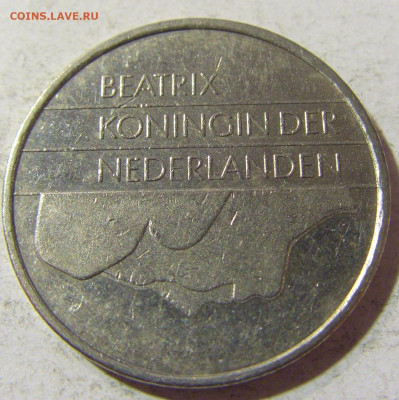 COINS.LAVE.RU
BEATRIX
KONINGIN DER
NEDERLANDEN